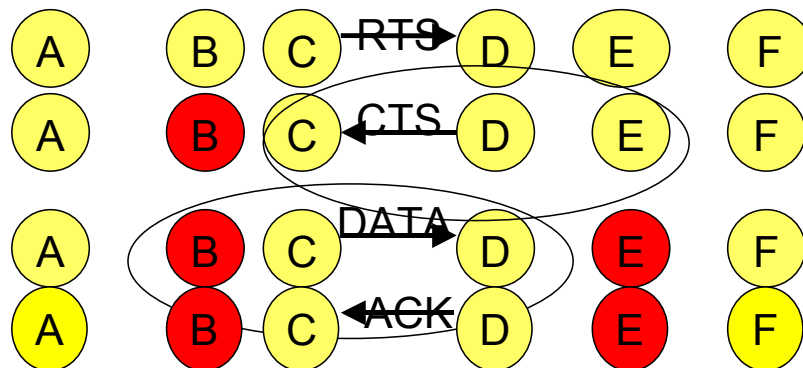 A B C RTS D E F
A B C CTS D E F
A B C DATA D E F
A B C ACK D E F